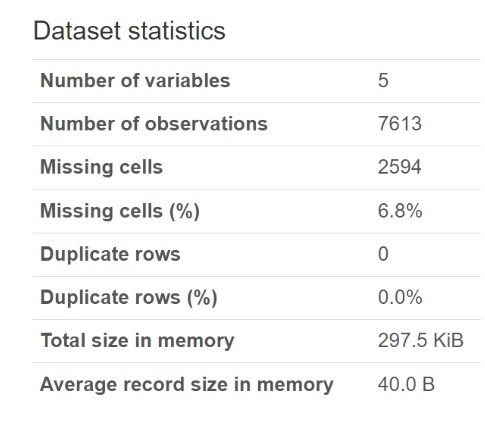 Dataset statistics
Number of variables 5
Number of observations 7613
Missing cells 2594
Missing cells (%) 6.8%
Duplicate rows 0
Duplicate rows (%) 0.0%
Total size in memory 297.5 KiB
Average record size in memory 40.0 B